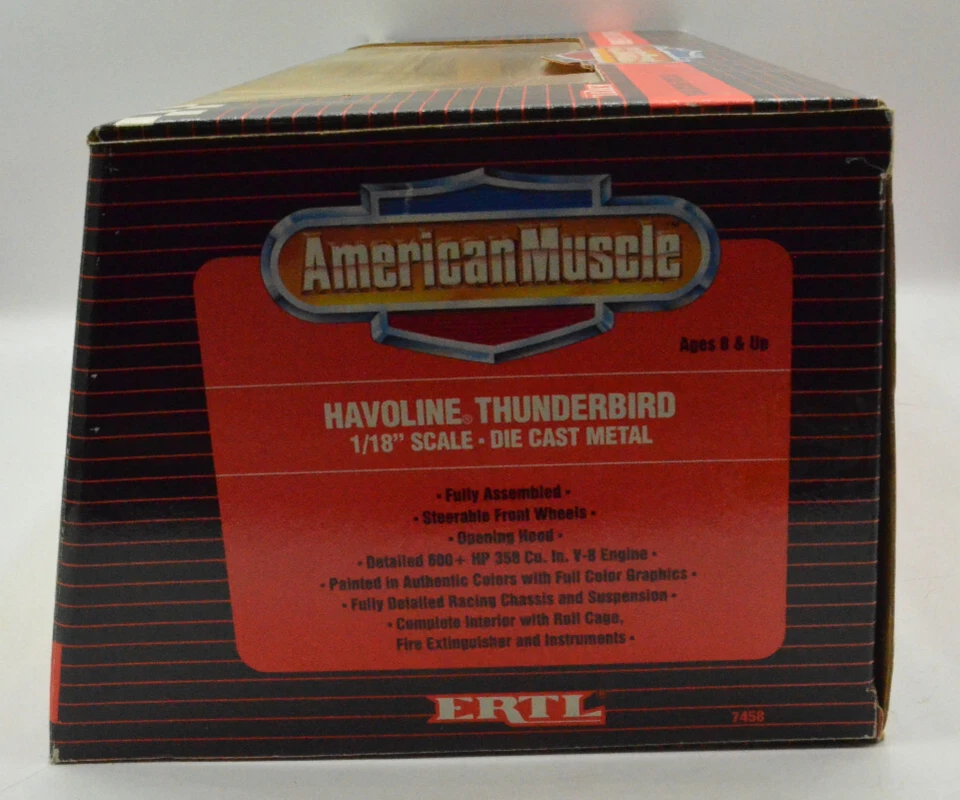 AmericanMuscle
Ages 8 & Up
HAVOLINE® THUNDERBIRD
1/18" SCALE • DIE CAST METAL
• Fully Assembled •
• Steerable Front Wheels •
• Opening Hood •
• Detailed 600+ HP 358 Cu. In. V-8 Engine •
• Painted in Authentic Colors with Full Color Graphics •
• Fully Detailed Racing Chassis and Suspension •
• Complete Interior with Roll Cage,
Fire Extinguisher and Instruments •
ERTL
7458